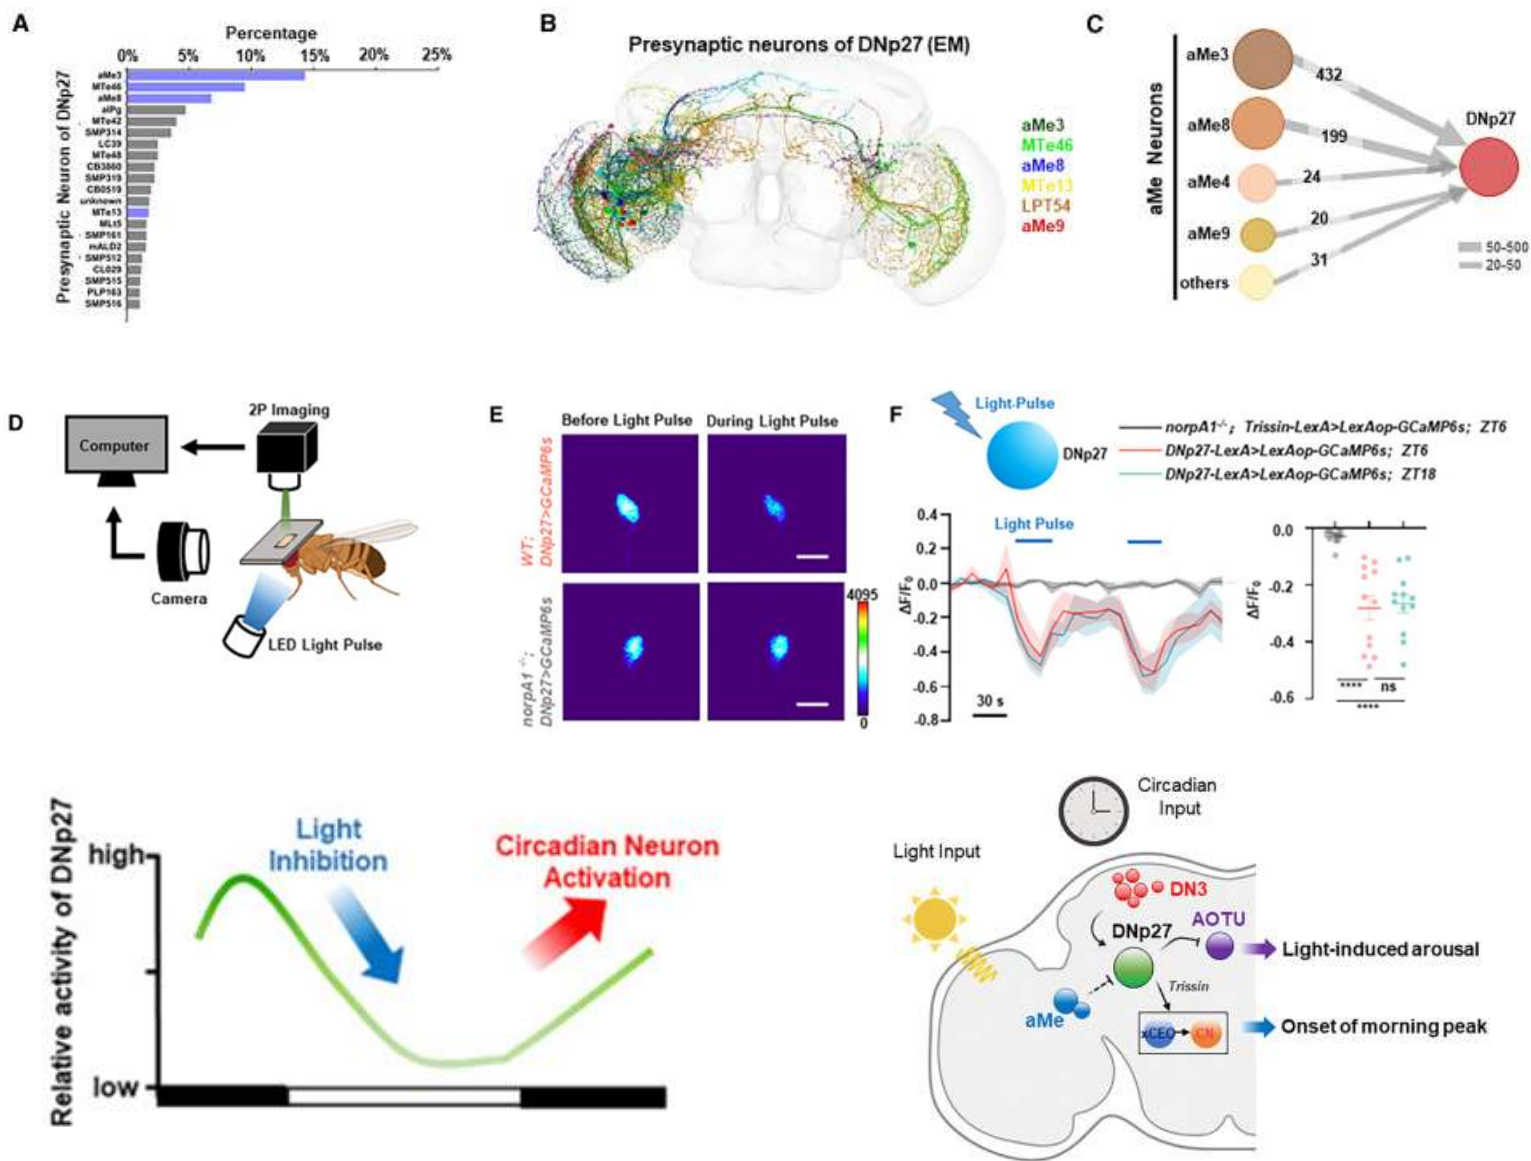 A
Percentage
0% 5% 10% 15% 20% 25%
Presynaptic Neuron of DNp27
aMe3
MTe46
aMe8
aIPg
MTe42
SMP314
LC39
MTe48
CB3860
SMP319
CB0519
unknown
MTe13
MLt5
SMP161
mALD2
SMP512
CL029
SMP515
PLP163
SMP516
B
Presynaptic neurons of DNp27 (EM)
aMe3
MTe46
aMe8
MTe13
LPT54
aMe9
C
aMe Neurons
aMe3
aMe8
aMe4
aMe9
others
432
199
24
20
31
DNp27
50-500
20-50
D
Computer
2P Imaging
Camera
LED Light Pulse
E
Before Light Pulse During Light Pulse
WT;
DNp27>GCaMP6s
norpA1-/-;
DNp27>GCaMP6s
4095
0
F
Light-Pulse
DNp27
norpA1-/-; Trissin-LexA>LexAop-GCaMP6s; ZT6
DNp27-LexA>LexAop-GCaMP6s; ZT6
DNp27-LexA>LexAop-GCaMP6s; ZT18
Light Pulse
ΔF/F0
0.4
0.2
0.0
-0.2
-0.4
-0.6
-0.8
30 s
ΔF/F0
0.0
-0.2
-0.4
-0.6
**** ns
****
Relative activity of DNp27
high
low
Light
Inhibition
Circadian Neuron
Activation
Circadian
Input
Light Input
DN3
AOTU
DNp27
Trissin
aMe
xCEO CN
Light-induced arousal
Onset of morning peak